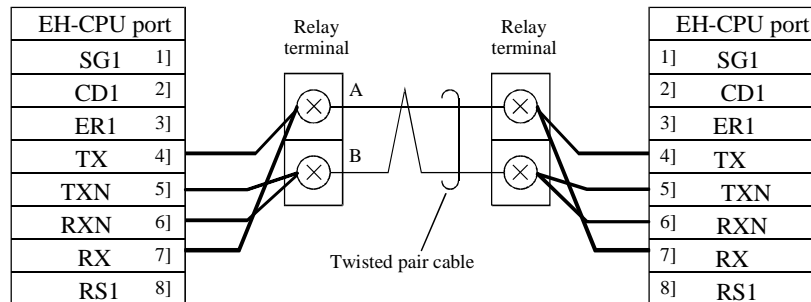 EH-CPU port
SG1 1]
CD1 2]
ER1 3]
TX 4]
TXN 5]
RXN 6]
RX 7]
RS1 8]
Relay
terminal
A
B
Relay
terminal
Twisted pair cable
EH-CPU port
1] SG1
2] CD1
3] ER1
4] TX
5] TXN
6] RXN
7] RX
8] RS1